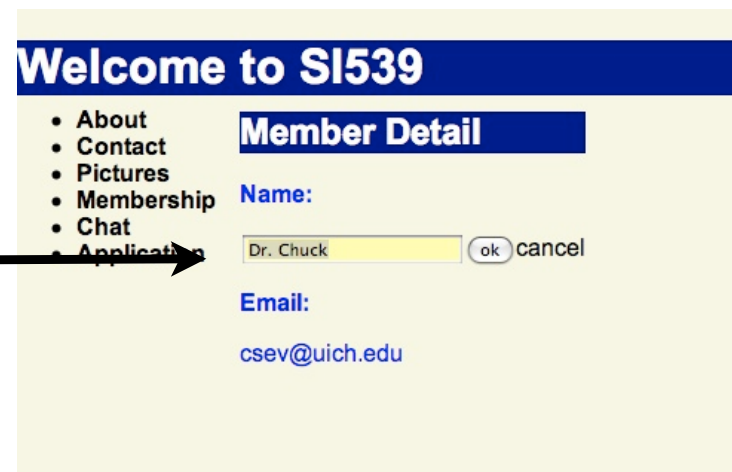 Welcome to SI539
• About
• Contact
• Pictures
• Membership
• Chat
• Application
Member Detail
Name:
Dr. Chuck ok cancel
Email:
csev@uich.edu